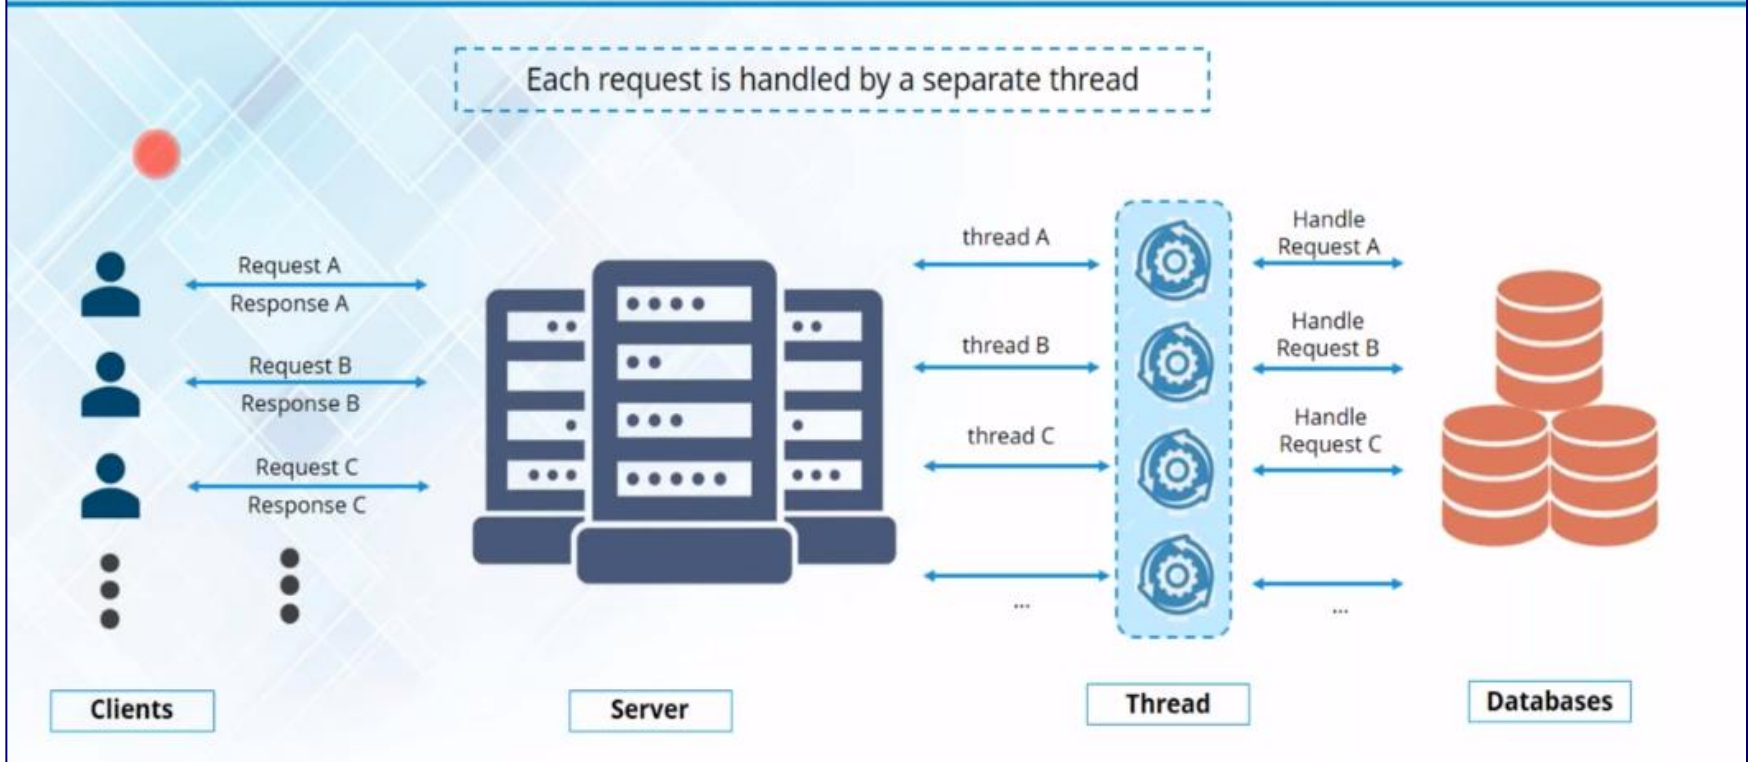 Each request is handled by a separate thread
Request A
Response A
Request B
Response B
Request C
Response C
thread A
thread B
thread C
...
Handle
Request A
Handle
Request B
Handle
Request C
...
Clients
Server
Thread
Databases